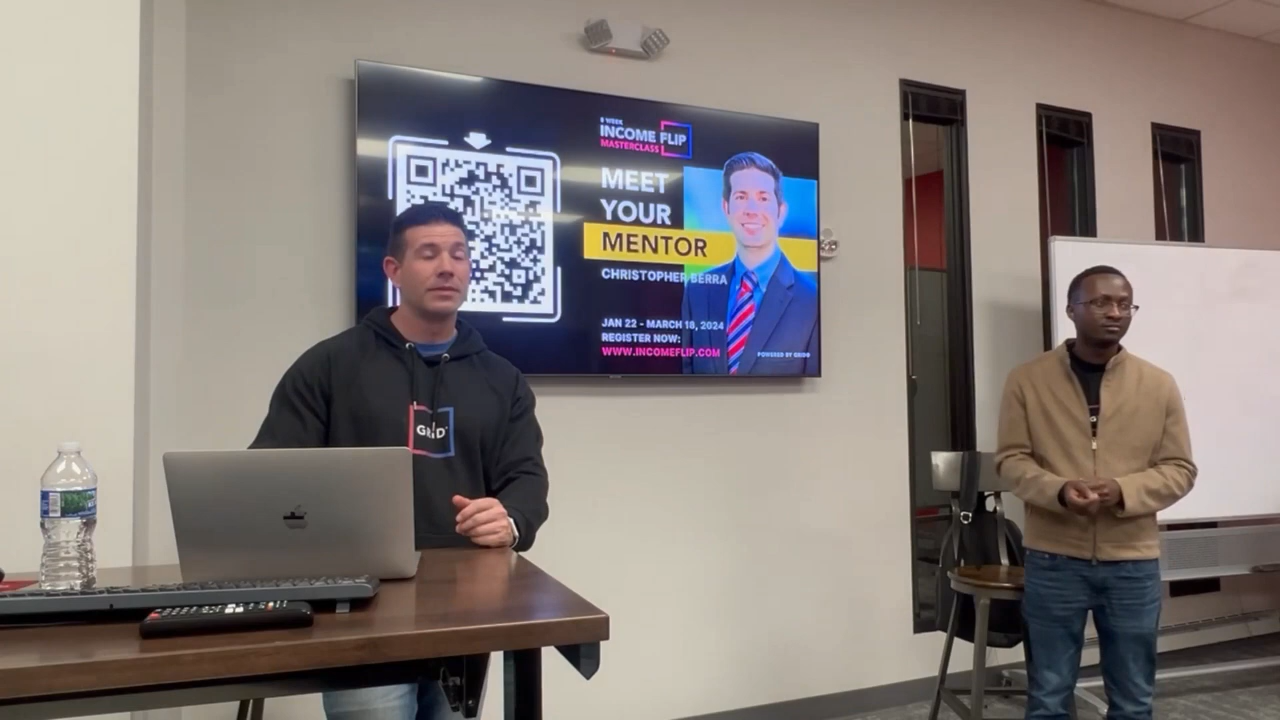 8 WEEK
INCOME FLIP
MASTERCLASS
MEET
YOUR
MENTOR
CHRISTOPHER BERRA
JAN 22 - MARCH 18, 2024
REGISTER NOW:
WWW.INCOMEFLIP.COM
POWERED BY GRIDD